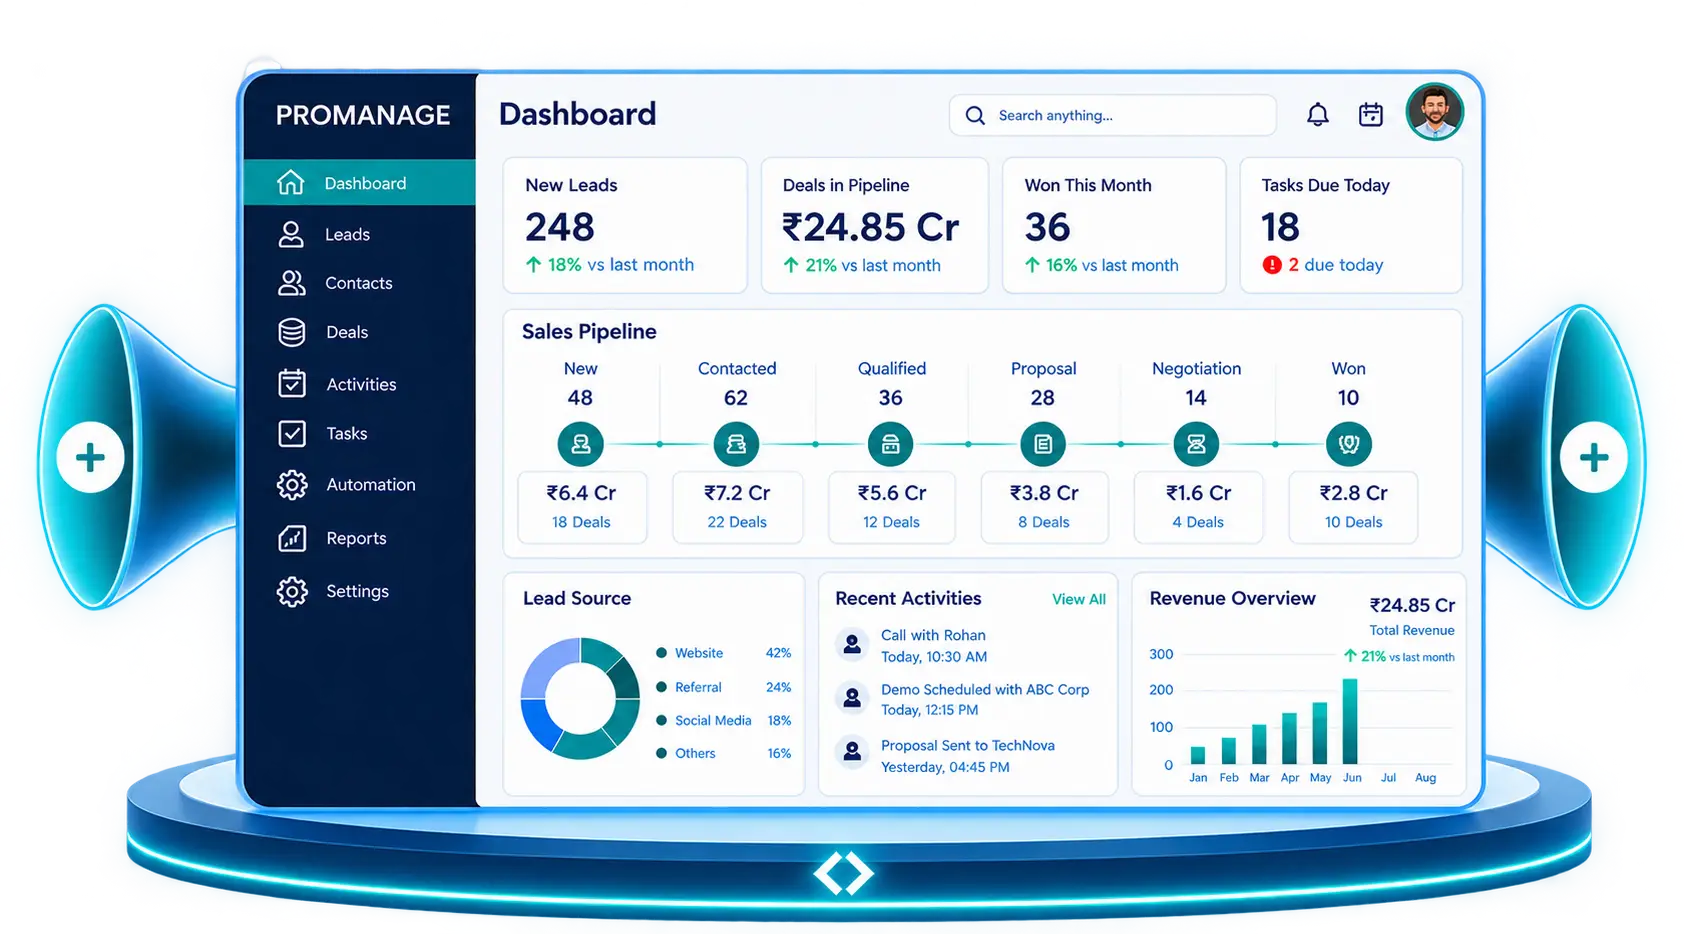 PROMANAGE
Dashboard
Leads
Contacts
Deals
Activities
Tasks
Automation
Reports
Settings
Dashboard
Search anything...
New Leads
248
↑ 18% vs last month
Deals in Pipeline
₹24.85 Cr
↑ 21% vs last month
Won This Month
36
↑ 16% vs last month
Tasks Due Today
18
! 2 due today
Sales Pipeline
New
48
₹6.4 Cr
18 Deals
Contacted
62
₹7.2 Cr
22 Deals
Qualified
36
₹5.6 Cr
12 Deals
Proposal
28
₹3.8 Cr
8 Deals
Negotiation
14
₹1.6 Cr
4 Deals
Won
10
₹2.8 Cr
10 Deals
Lead Source
Website 42%
Referral 24%
Social Media 18%
Others 16%
Recent Activities
View All
Call with Rohan
Today, 10:30 AM
Demo Scheduled with ABC Corp
Today, 12:15 PM
Proposal Sent to TechNova
Yesterday, 04:45 PM
Revenue Overview
₹24.85 Cr
Total Revenue
↑ 21% vs last month
300
200
100
0
Jan Feb Mar Apr May Jun Jul Aug